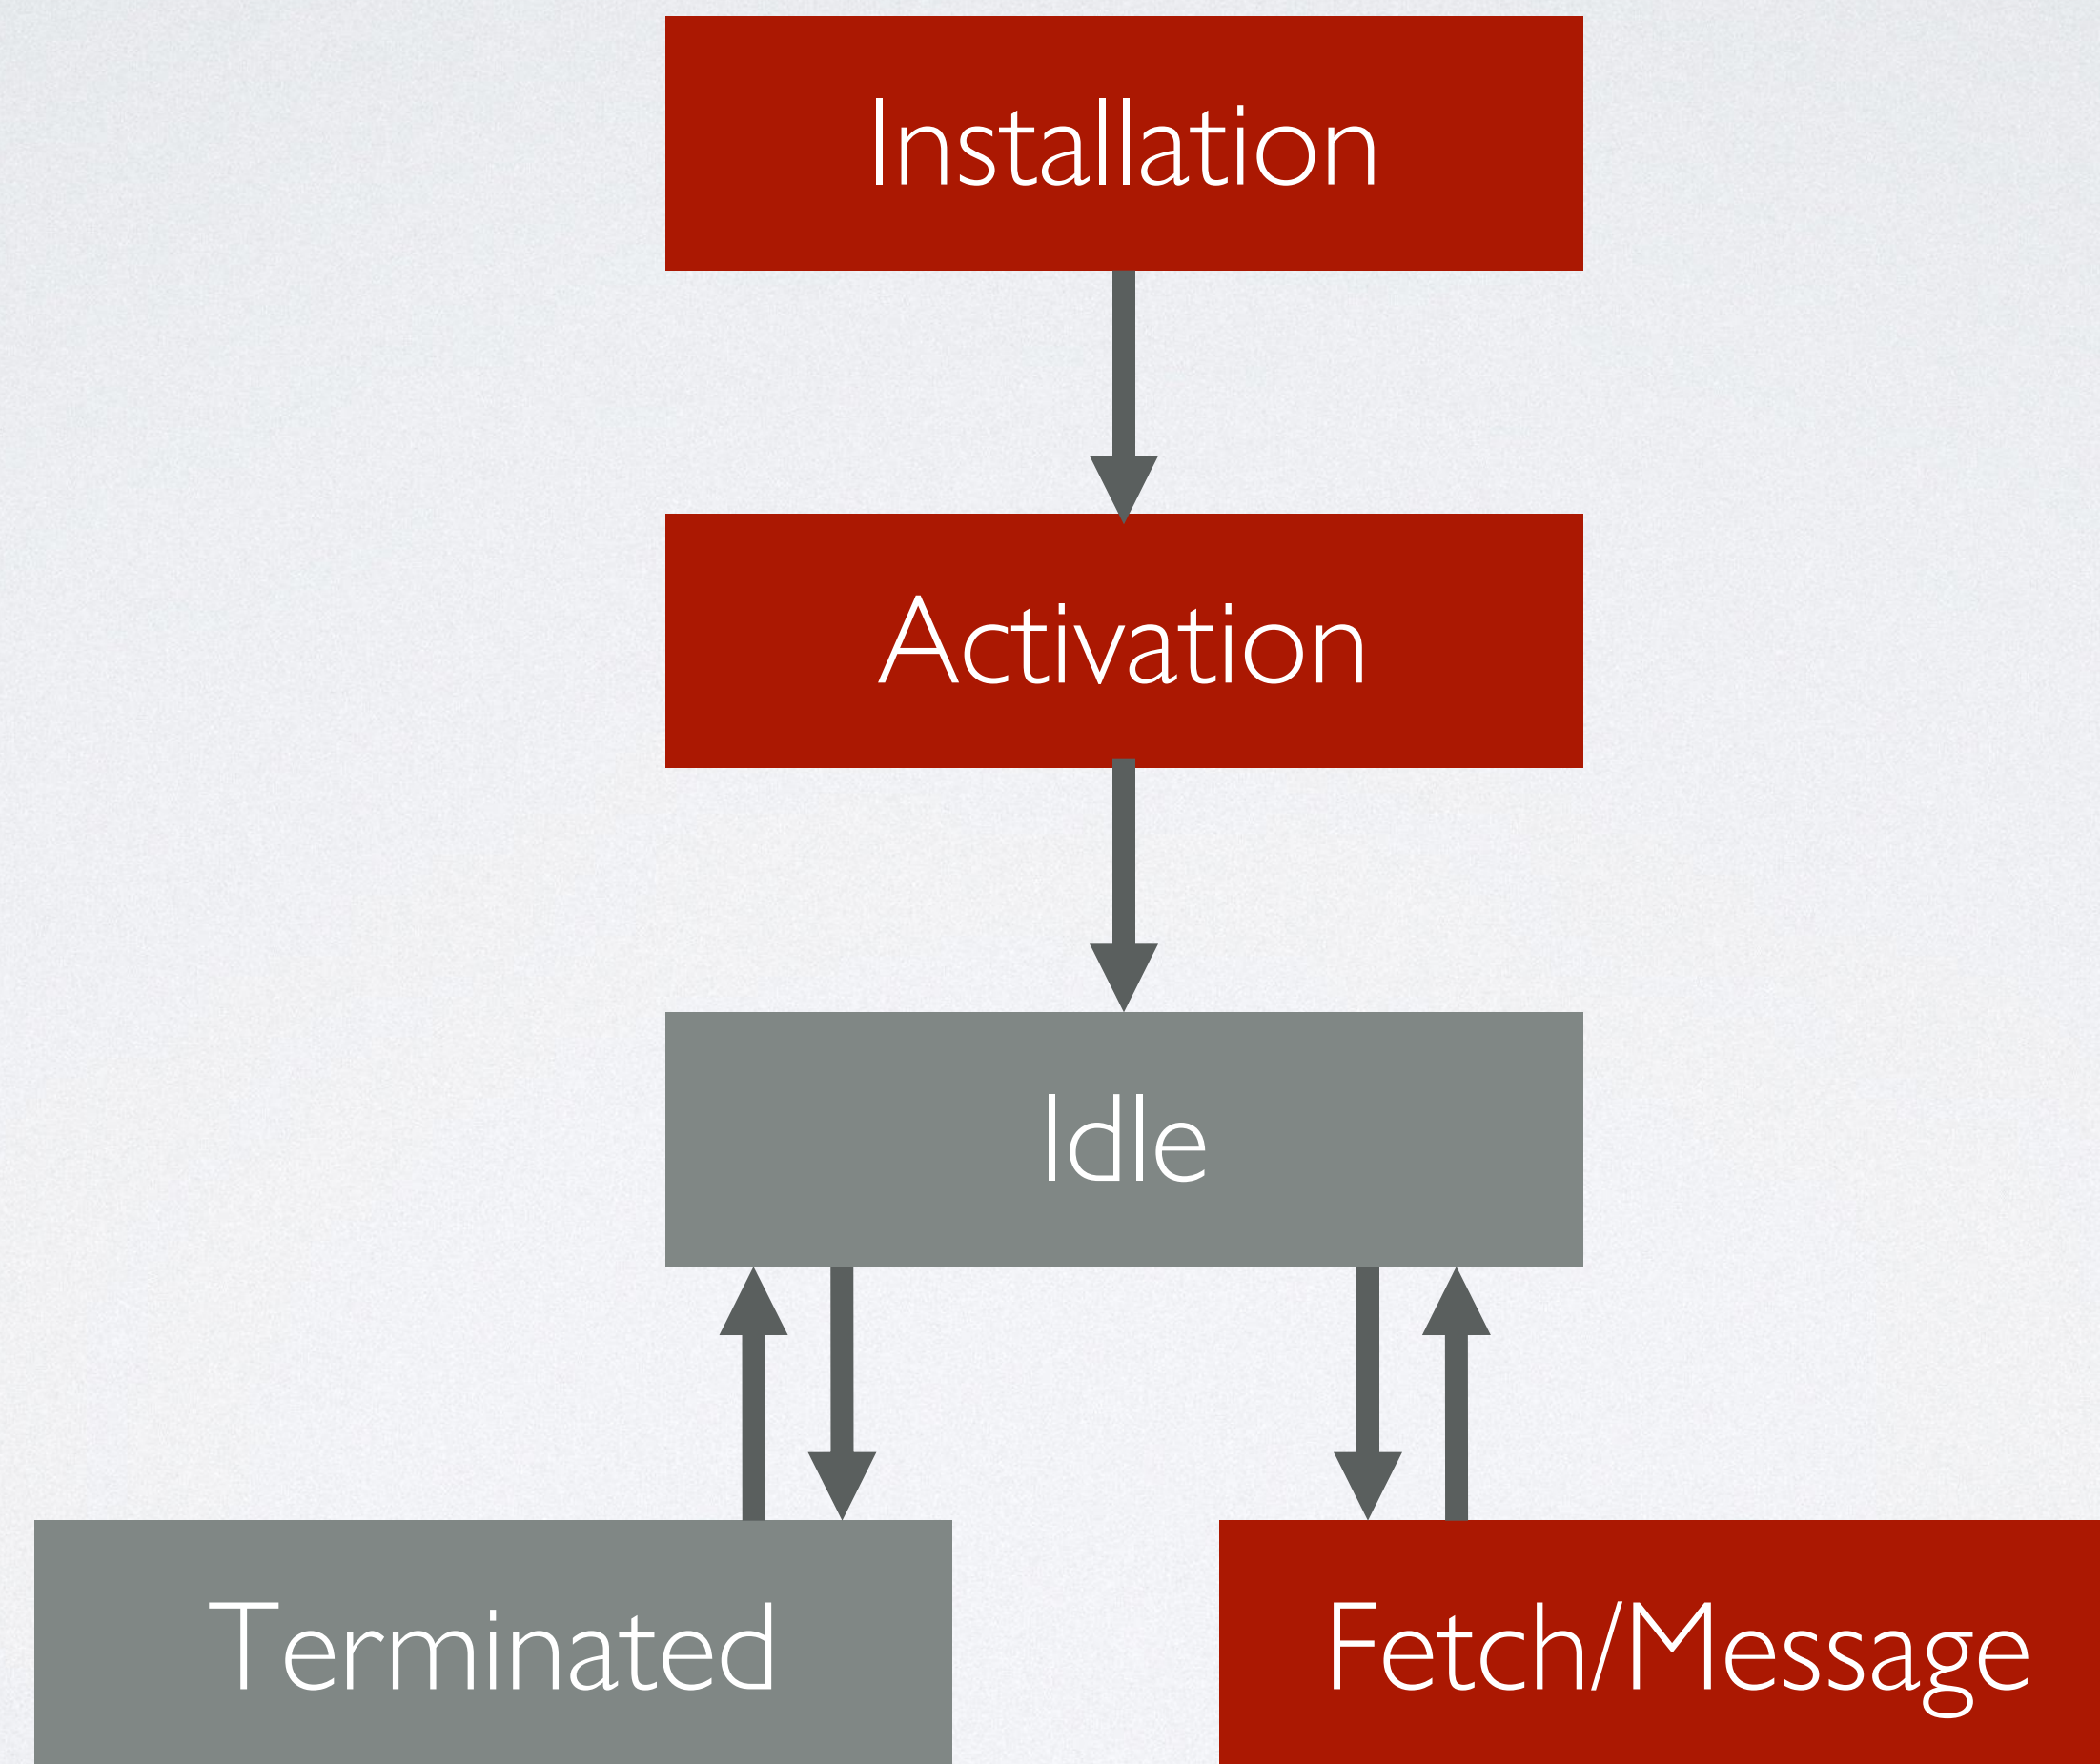 Installation
Activation
Idle
Terminated
Fetch/Message